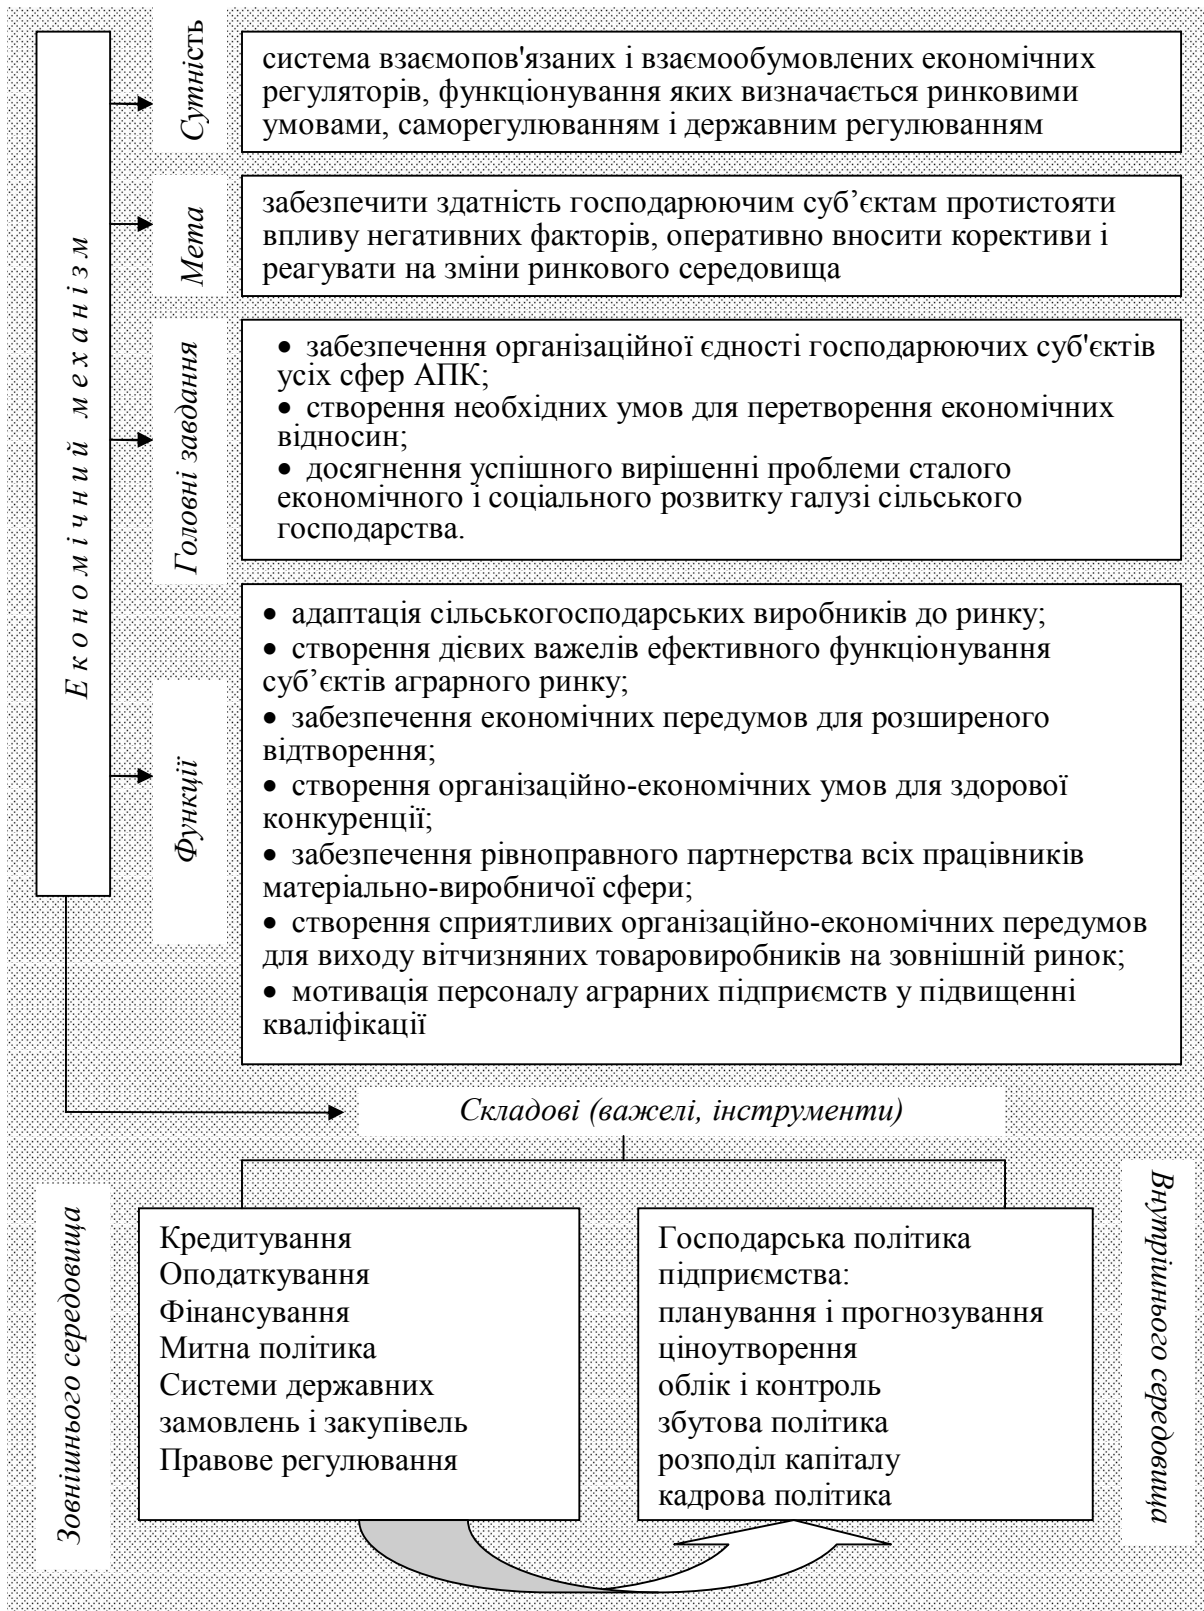 Економічний механізм
Сутність
система взаємопов'язаних і взаємообумовлених економічних
регуляторів, функціонування яких визначається ринковими
умовами, саморегулюванням і державним регулюванням
Мета
забезпечити здатність господарюючим суб’єктам протистояти
впливу негативних факторів, оперативно вносити корективи і
реагувати на зміни ринкового середовища
Головні завдання
• забезпечення організаційної єдності господарюючих суб'єктів
усіх сфер АПК;
• створення необхідних умов для перетворення економічних
відносин;
• досягнення успішного вирішенні проблеми сталого
економічного і соціального розвитку галузі сільського
господарства.
Функції
• адаптація сільськогосподарських виробників до ринку;
• створення дієвих важелів ефективного функціонування
суб’єктів аграрного ринку;
• забезпечення економічних передумов для розширеного
відтворення;
• створення організаційно-економічних умов для здорової
конкуренції;
• забезпечення рівноправного партнерства всіх працівників
матеріально-виробничої сфери;
• створення сприятливих організаційно-економічних передумов
для виходу вітчизняних товаровиробників на зовнішній ринок;
• мотивація персоналу аграрних підприємств у підвищенні
кваліфікації
Складові (важелі, інструменти)
Зовнішнього середовища
Кредитування
Оподаткування
Фінансування
Митна політика
Системи державних
замовлень і закупівель
Правове регулювання
Господарська політика
підприємства:
планування і прогнозування
ціноутворення
облік і контроль
збутова політика
розподіл капіталу
кадрова політика
Внутрішнього середовища